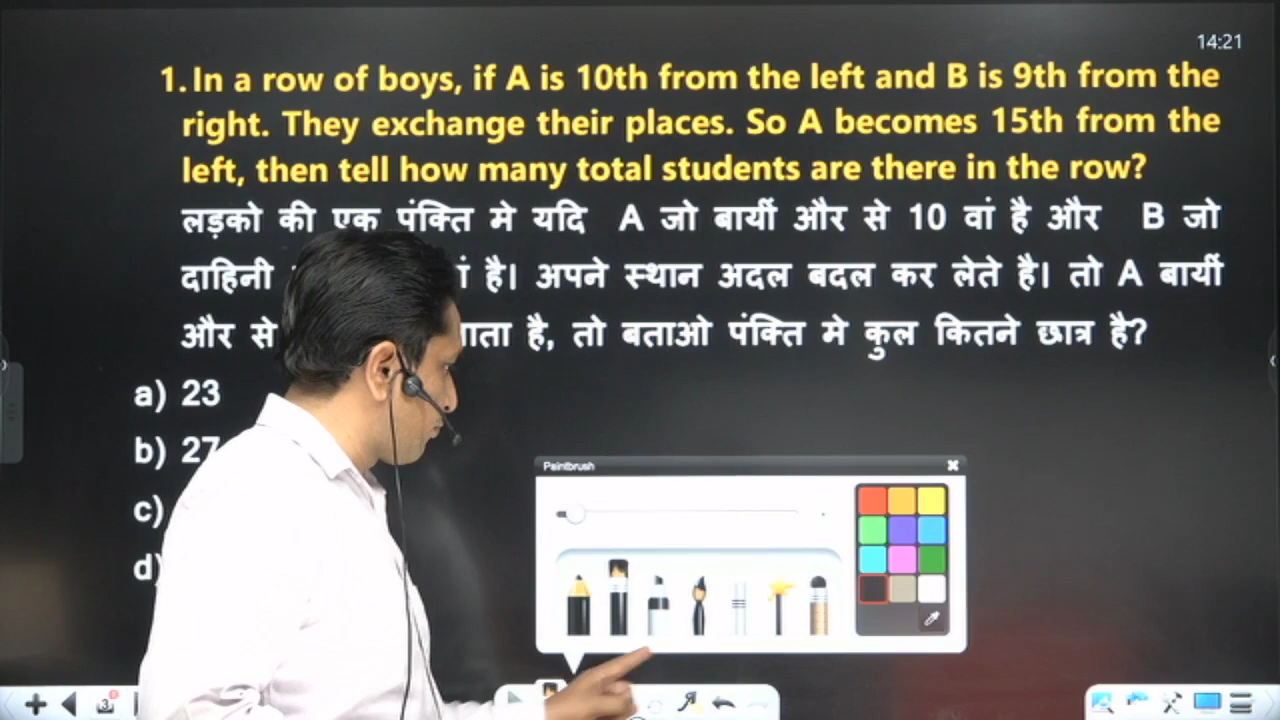 14:21
1. In a row of boys, if A is 10th from the left and B is 9th from the
right. They exchange their places. So A becomes 15th from the
left, then tell how many total students are there in the row?
लड़को की एक पंक्ति मे यदि A जो बायीं और से 10 वां है और B जो
दाहिनी है। अपने स्थान अदल बदल कर लेते है। तो A बायीं
और से है, तो बताओ पंक्ति मे कुल कितने छात्र है?
a) 23
b) 27
c)
d)
Paintbrush